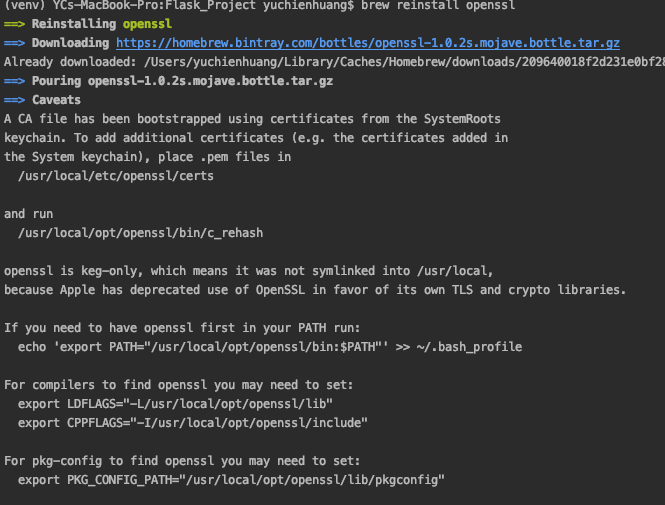 (venv) YCs-MacBook-Pro:Flask_Project yuchienhuang$ brew reinstall openssl
==> Reinstalling openssl
==> Downloading https://homebrew.bintray.com/bottles/openssl-1.0.2s.mojave.bottle.tar.gz
Already downloaded: /Users/yuchienhuang/Library/Caches/Homebrew/downloads/209640018f2d231e0bf28
==> Pouring openssl-1.0.2s.mojave.bottle.tar.gz
==> Caveats
A CA file has been bootstrapped using certificates from the SystemRoots
keychain. To add additional certificates (e.g. the certificates added in
the System keychain), place .pem files in
  /usr/local/etc/openssl/certs

and run
  /usr/local/opt/openssl/bin/c_rehash

openssl is keg-only, which means it was not symlinked into /usr/local,
because Apple has deprecated use of OpenSSL in favor of its own TLS and crypto libraries.

If you need to have openssl first in your PATH run:
  echo 'export PATH="/usr/local/opt/openssl/bin:$PATH"' >> ~/.bash_profile

For compilers to find openssl you may need to set:
  export LDFLAGS="-L/usr/local/opt/openssl/lib"
  export CPPFLAGS="-I/usr/local/opt/openssl/include"

For pkg-config to find openssl you may need to set:
  export PKG_CONFIG_PATH="/usr/local/opt/openssl/lib/pkgconfig"